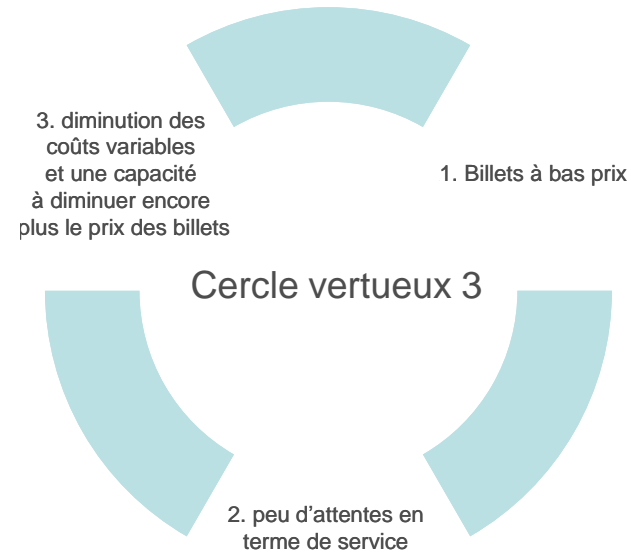 3. diminution des
coûts variables
et une capacité
à diminuer encore
plus le prix des billets
1. Billets à bas prix
Cercle vertueux 3
2. peu d'attentes en
terme de service